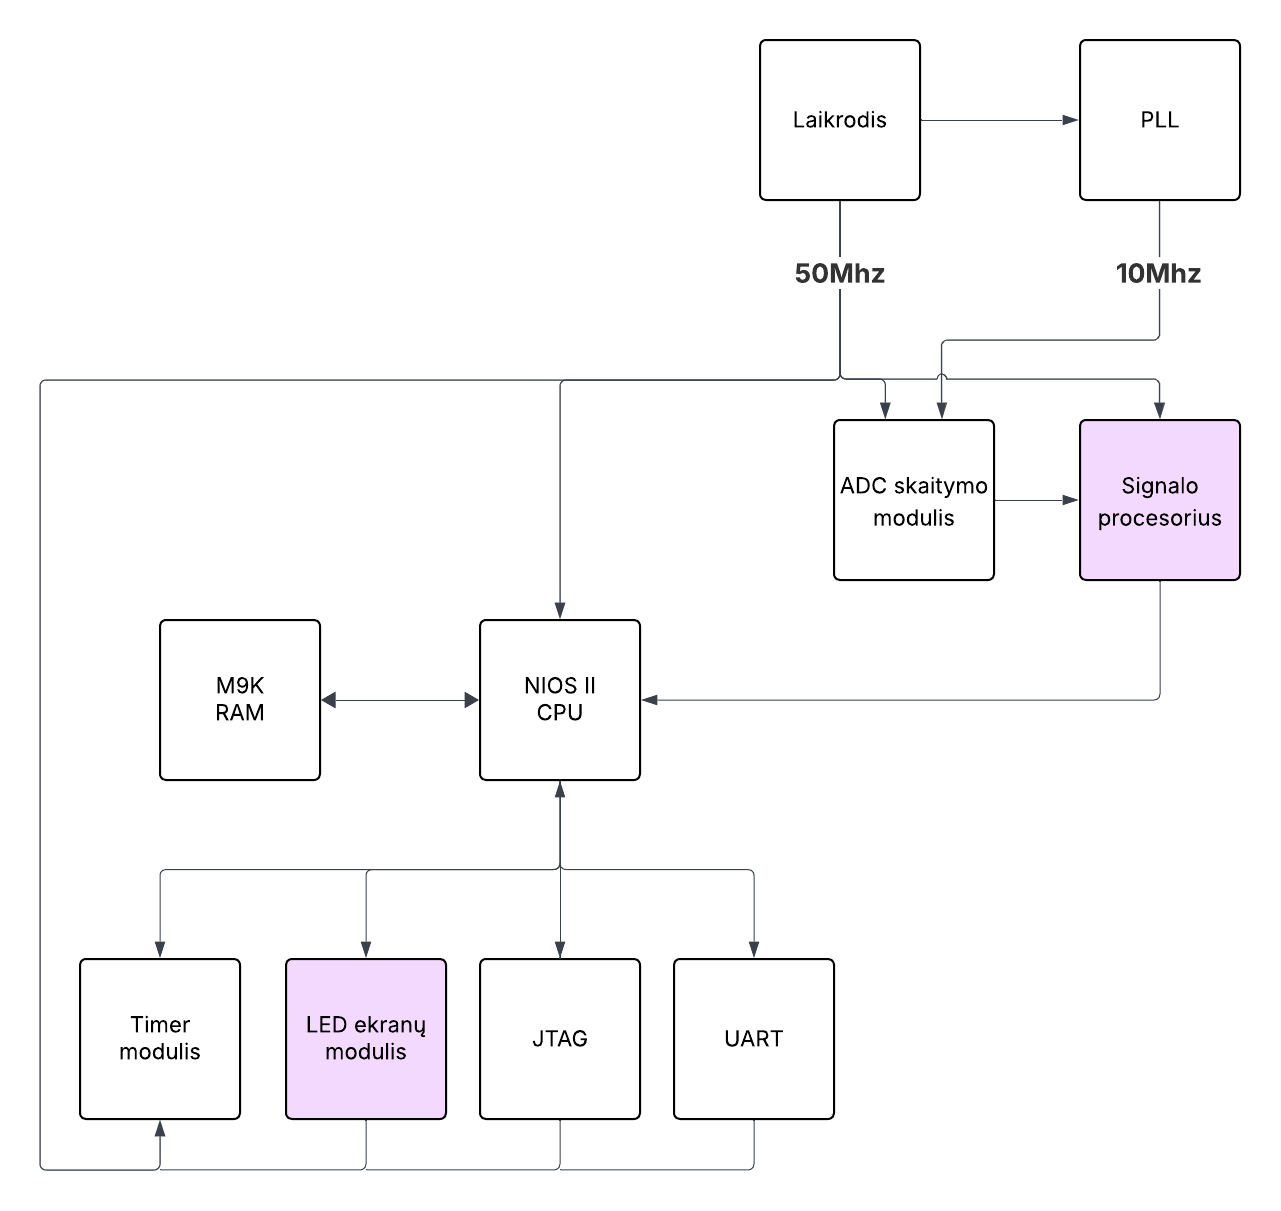 Laikrodis
PLL
50Mhz
10Mhz
ADC skaitymo
modulis
Signalo
procesorius
M9K
RAM
NIOS II
CPU
Timer
modulis
LED ekranų
modulis
JTAG
UART